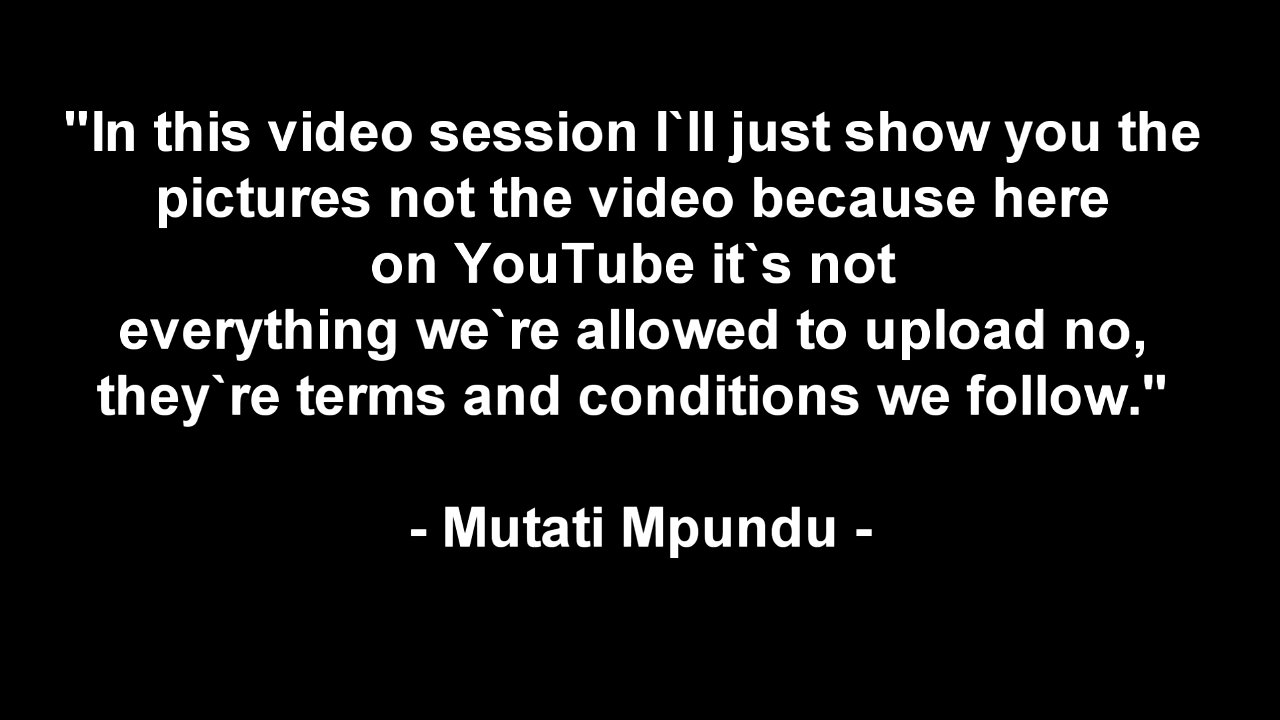 "In this video session I`ll just show you the
pictures not the video because here
on YouTube it`s not
everything we`re allowed to upload no,
they`re terms and conditions we follow."
- Mutati Mpundu -